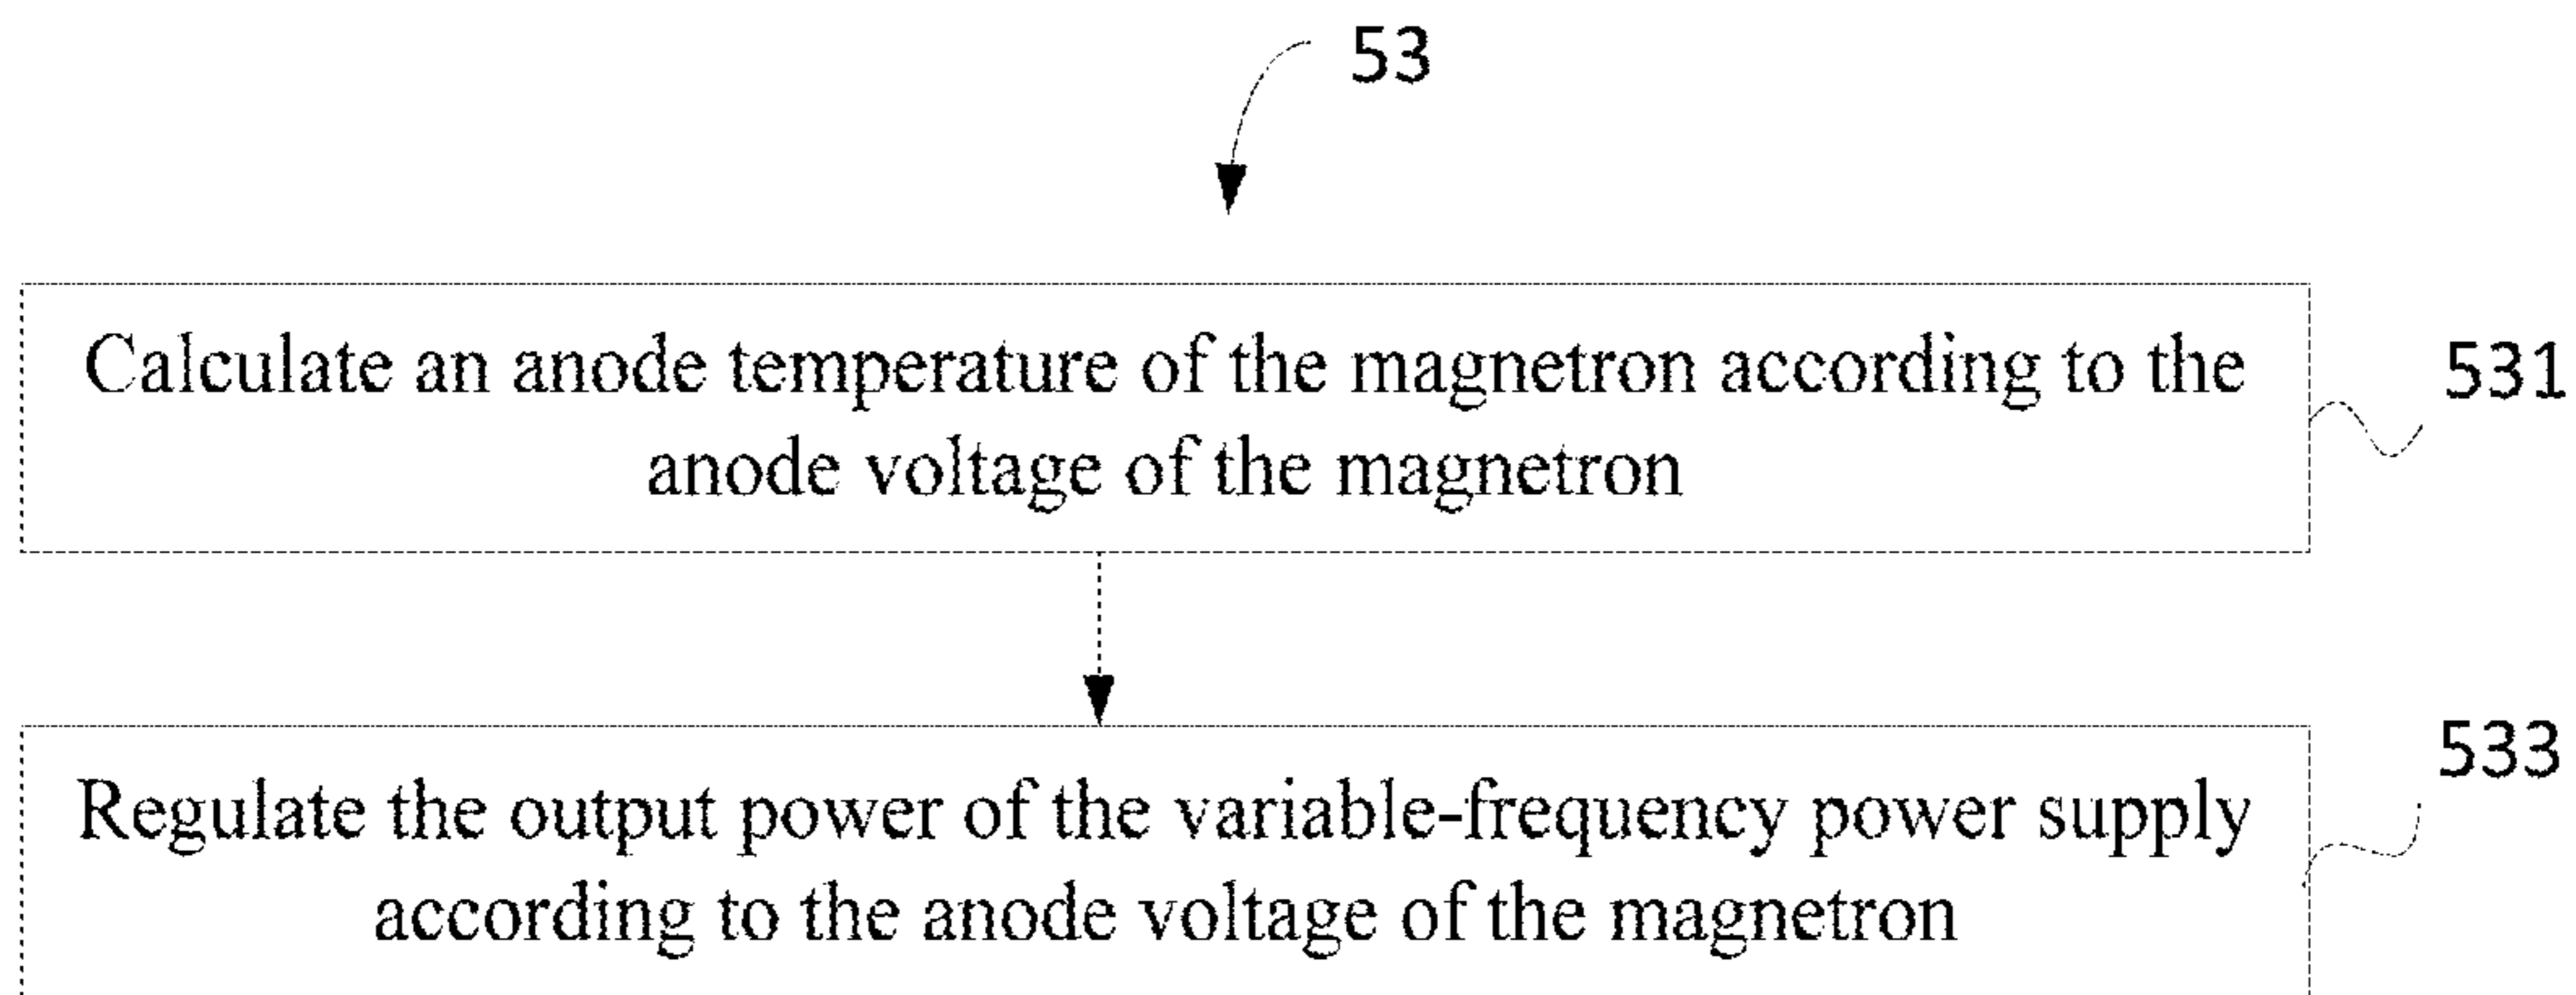 53
Calculate an anode temperature of the magnetron according to the
anode voltage of the magnetron
531
Regulate the output power of the variable-frequency power supply
according to the anode voltage of the magnetron
533